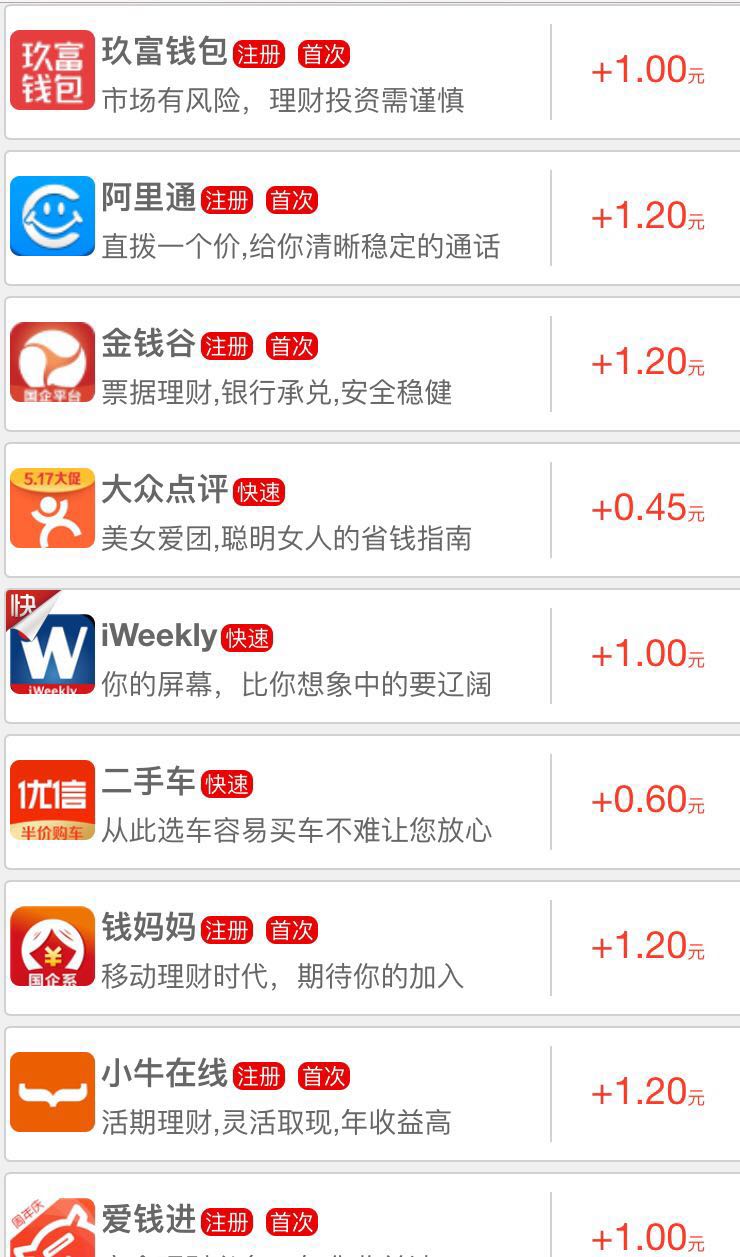 玖富
钱包
玖富钱包 注册 首次
市场有风险，理财投资需谨慎
+1.00元
阿里通 注册 首次
直拨一个价,给你清晰稳定的通话
+1.20元
国企平台
金钱谷 注册 首次
票据理财,银行承兑,安全稳健
+1.20元
5.17大促
大众点评 快速
美女爱团,聪明女人的省钱指南
+0.45元
快
W
iWeekly
iWeekly 快速
你的屏幕，比你想象中的要辽阔
+1.00元
优信
半价购车
二手车 快速
从此选车容易买车不难让您放心
+0.60元
¥
国企系
钱妈妈 注册 首次
移动理财时代，期待你的加入
+1.20元
小牛在线 注册 首次
活期理财,灵活取现,年收益高
+1.20元
周年庆
爱钱进 注册 首次
+1.00元